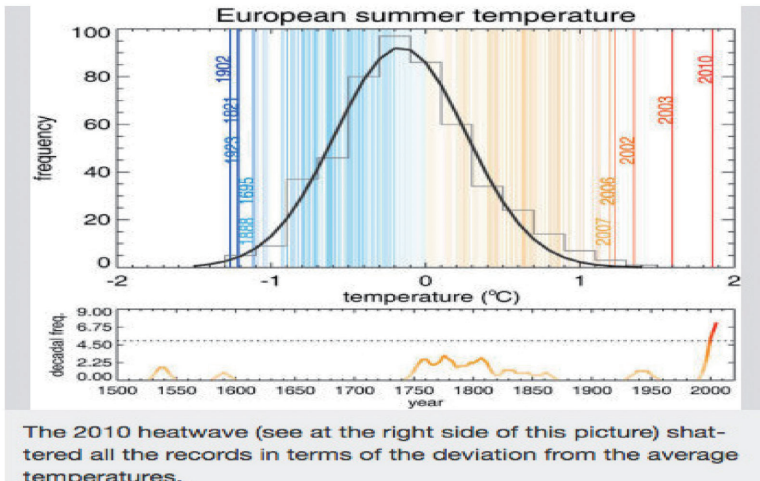 European summer temperature
100
80
60
40
20
0
frequency
1902
1821
1923
1695
1888
2007
2006
2002
2003
2010
-2 -1 0 1 2
temperature (°C)
9.00
6.75
4.50
2.25
0.00
decadal freq.
1500 1550 1600 1650 1700 1750 1800 1850 1900 1950 2000
year
The 2010 heatwave (see at the right side of this picture) shat-
tered all the records in terms of the deviation from the average
temperatures.